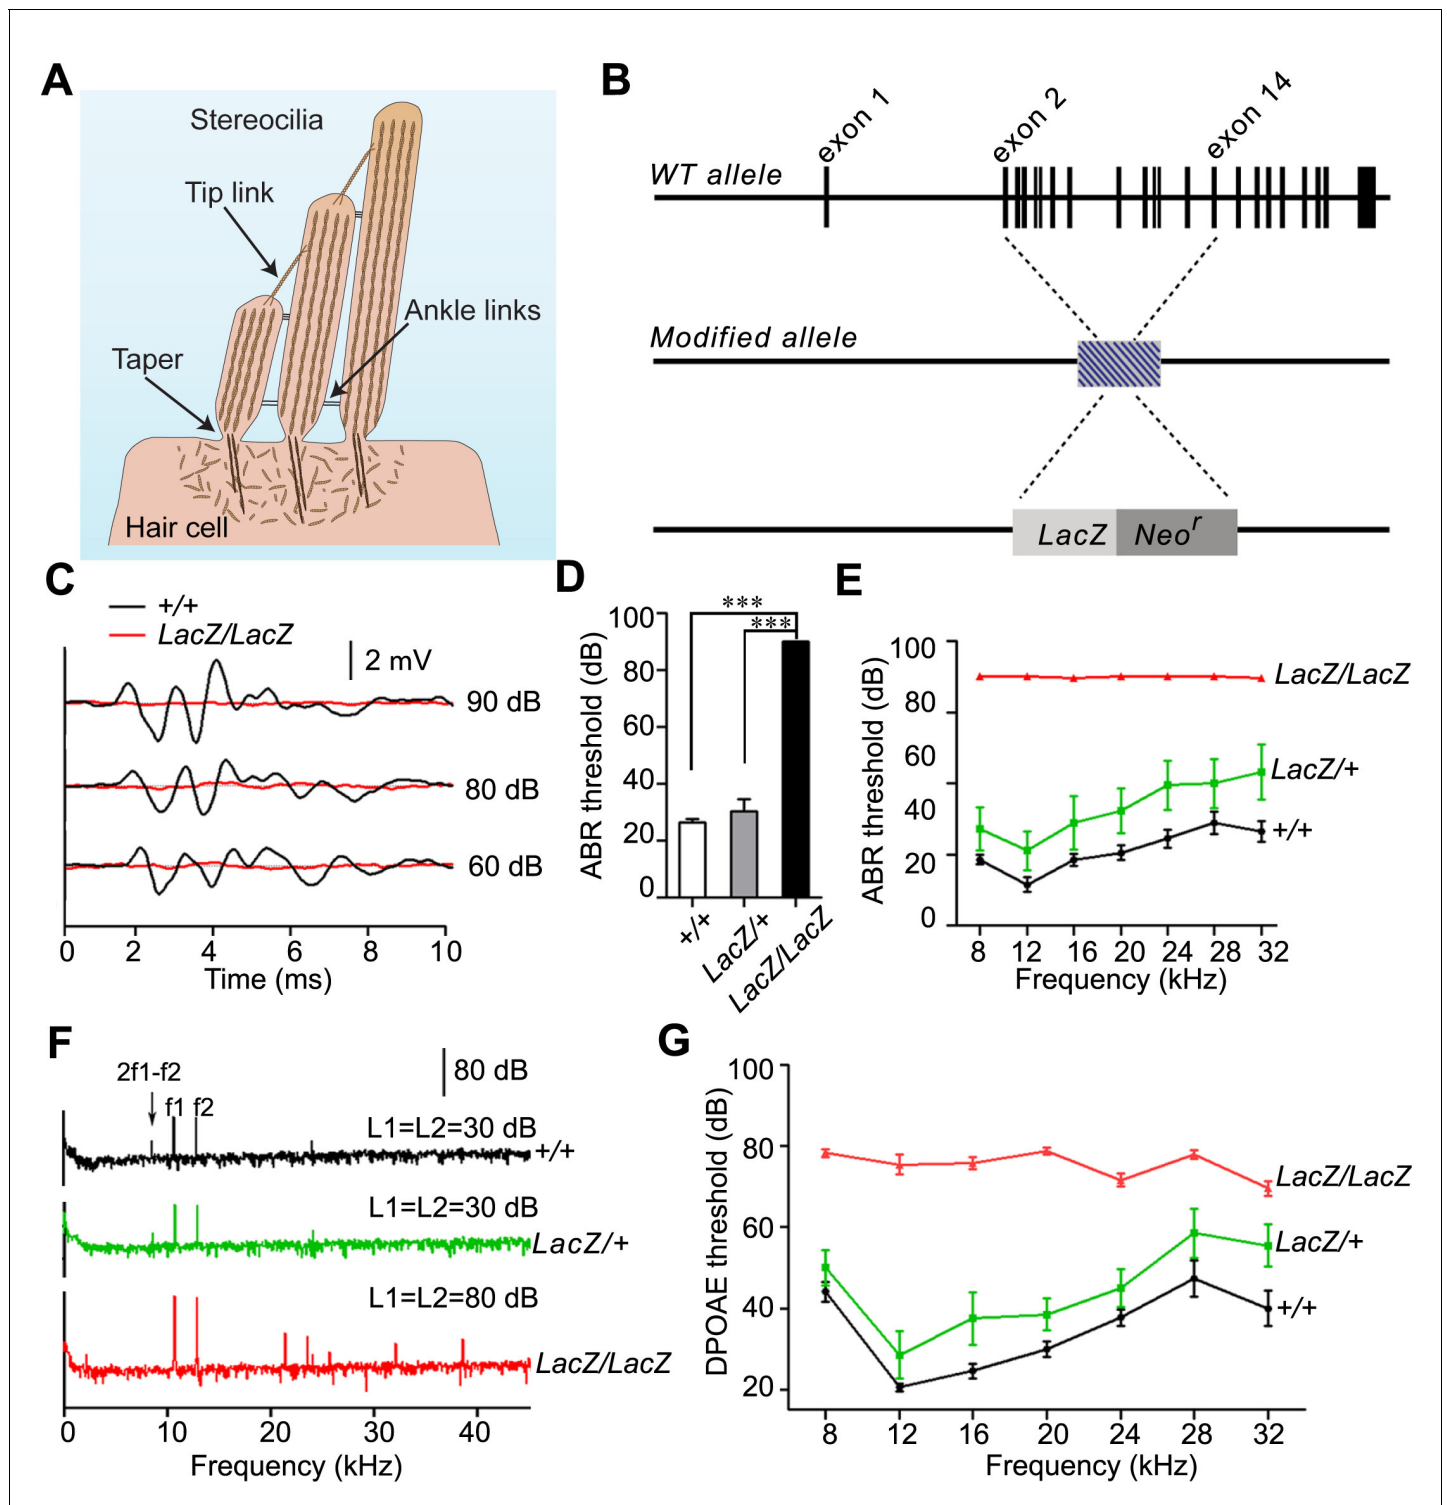 A
Stereocilia
Tip link
Ankle links
Taper
Hair cell
B
exon 1
exon 2
exon 14
WT allele
Modified allele
LacZ Neo^r
C
+/+
LacZ/LacZ
2 mV
90 dB
80 dB
60 dB
0 2 4 6 8 10
Time (ms)
D
ABR threshold (dB)
100
80
60
40
20
0
***
***
+/+
LacZ/+
LacZ/LacZ
E
ABR threshold (dB)
100
80
60
40
20
0
LacZ/LacZ
LacZ/+
+/+
8 12 16 20 24 28 32
Frequency (kHz)
F
2f1-f2
f1 f2
80 dB
L1=L2=30 dB
+/+
L1=L2=30 dB
LacZ/+
L1=L2=80 dB
LacZ/LacZ
0 10 20 30 40
Frequency (kHz)
G
DPOAE threshold (dB)
100
80
60
40
20
LacZ/LacZ
LacZ/+
+/+
8 12 16 20 24 28 32
Frequency (kHz)